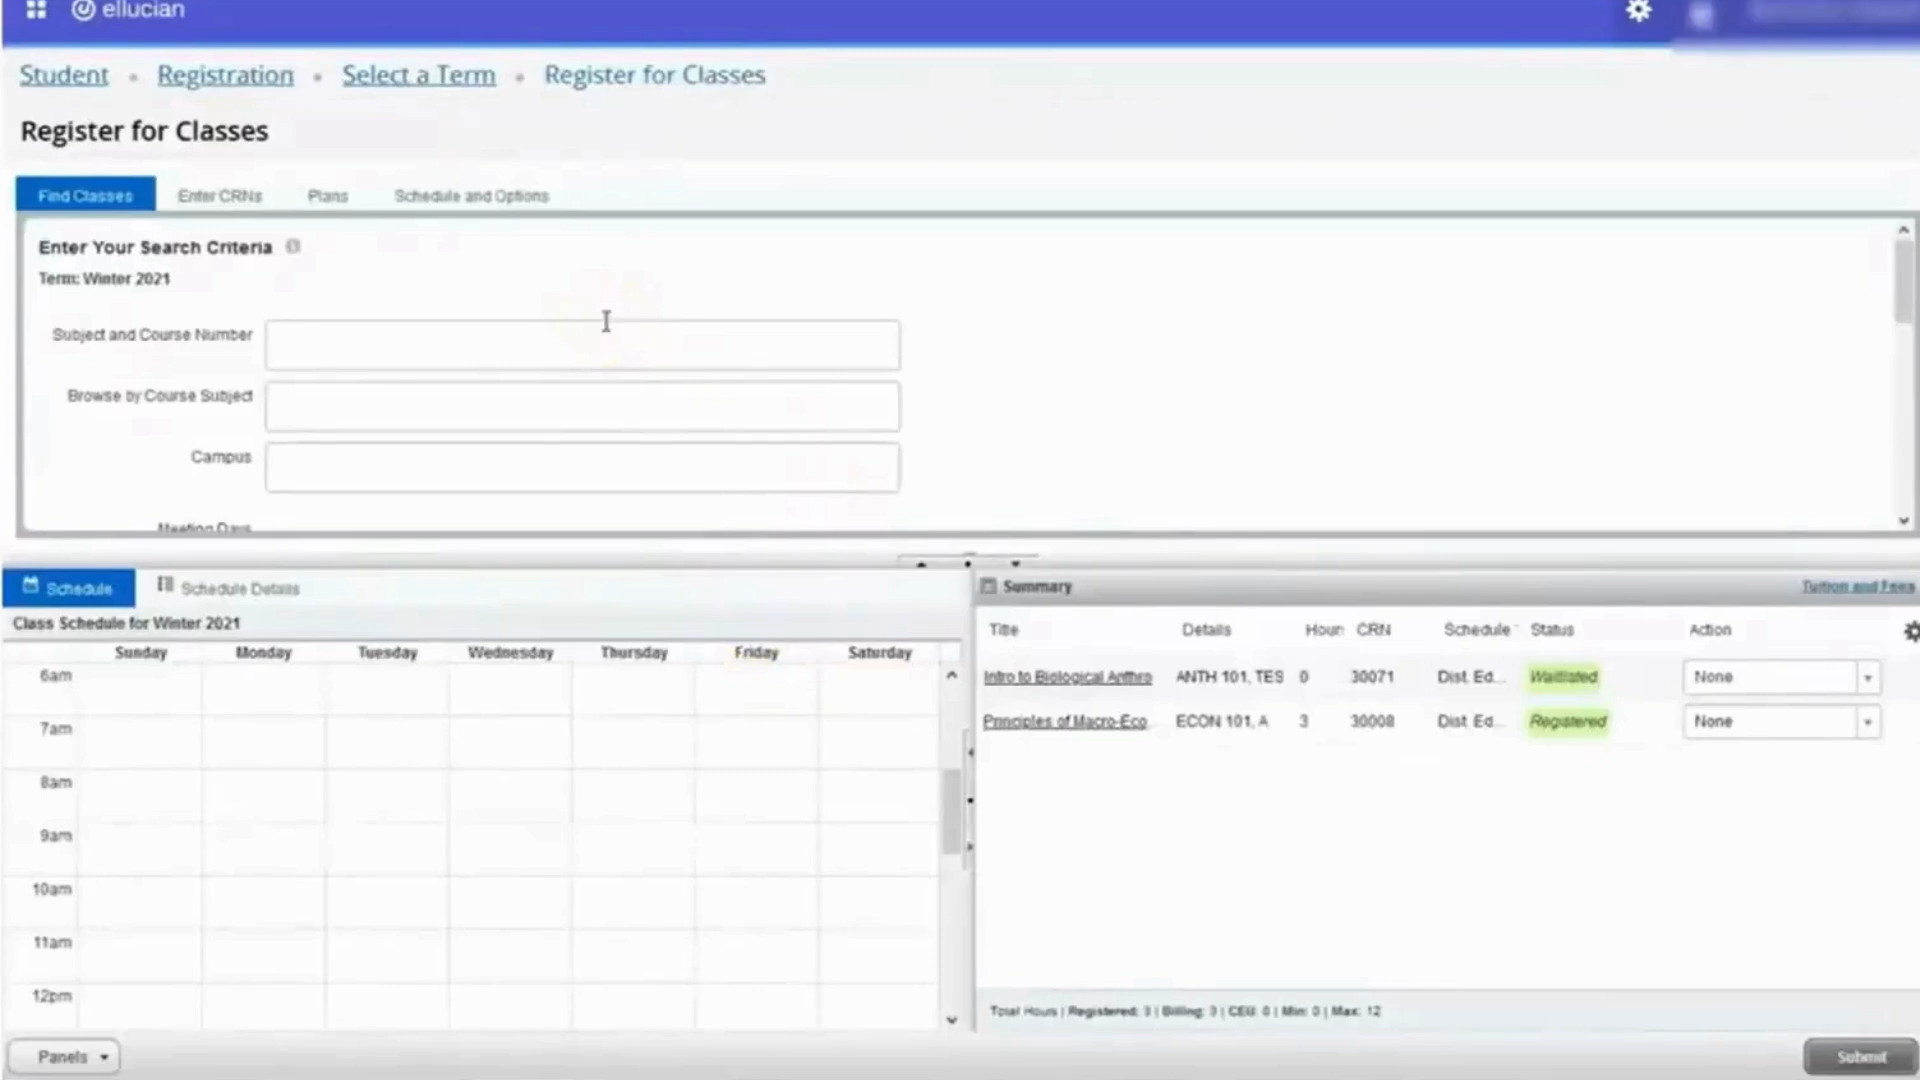 ellucian
Student • Registration • Select a Term • Register for Classes
Register for Classes
Find Classes Enter CRNs Plans Schedule and Options
Enter Your Search Criteria
Term: Winter 2021
Subject and Course Number
Browse by Course Subject
Campus
Meeting Days
Schedule Schedule Details
Class Schedule for Winter 2021
Sunday Monday Tuesday Wednesday Thursday Friday Saturday
6am
7am
8am
9am
10am
11am
12pm
Summary Tuition and Fees
Title Details Hour CRN Schedule Status Action
Intro to Biological Anthro ANTH 101, TES 0 30071 Dist. Ed... Waitlisted None
Principles of Macro-Eco ECON 101, A 3 30008 Dist. Ed... Registered None
Total Hours | Registered: 3 | Billing: 3 | CEU: 0 | Min: 0 | Max: 12
Panels Submit